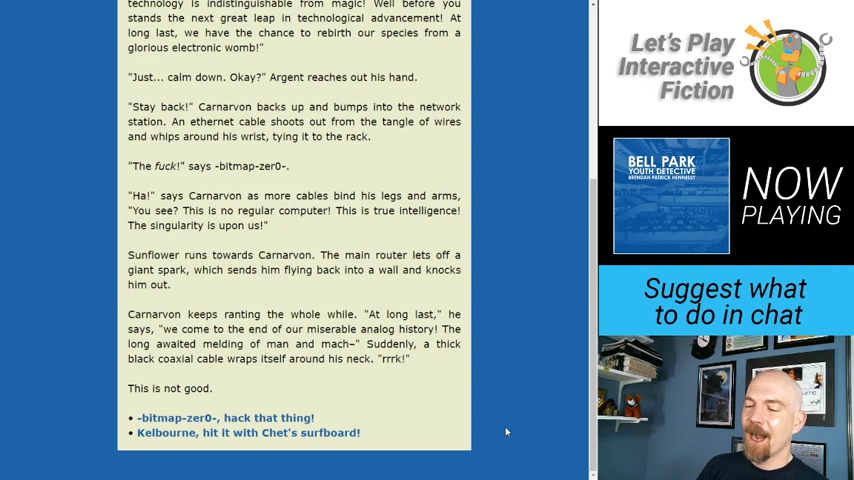 technology is indistinguishable from magic! Well before you
stands the next great leap in technological advancement! At
long last, we have the chance to rebirth our species from a
glorious electronic womb!"
"Just... calm down. Okay?" Argent reaches out his hand.
"Stay back!" Carnarvon backs up and bumps into the network
station. An ethernet cable shoots out from the tangle of wires
and whips around his wrist, tying it to the rack.
"The fuck!" says -bitmap-zer0-.
"Ha!" says Carnarvon as more cables bind his legs and arms,
"You see? This is no regular computer! This is true intelligence!
The singularity is upon us!"
Sunflower runs towards Carnarvon. The main router lets off a
giant spark, which sends him flying back into a wall and knocks
him out.
Carnarvon keeps ranting the whole while. "At long last," he
says, "we come to the end of our miserable analog history! The
long awaited melding of man and mach–" Suddenly, a thick
black coaxial cable wraps itself around his neck. "rrrk!"
This is not good.
• -bitmap-zer0-, hack that thing!
• Kelbourne, hit it with Chet's surfboard!
Let's Play
Interactive
Fiction
BELL PARK
YOUTH DETECTIVE
BRENDAN PATRICK HENNESSY
NOW
PLAYING
Suggest what
to do in chat